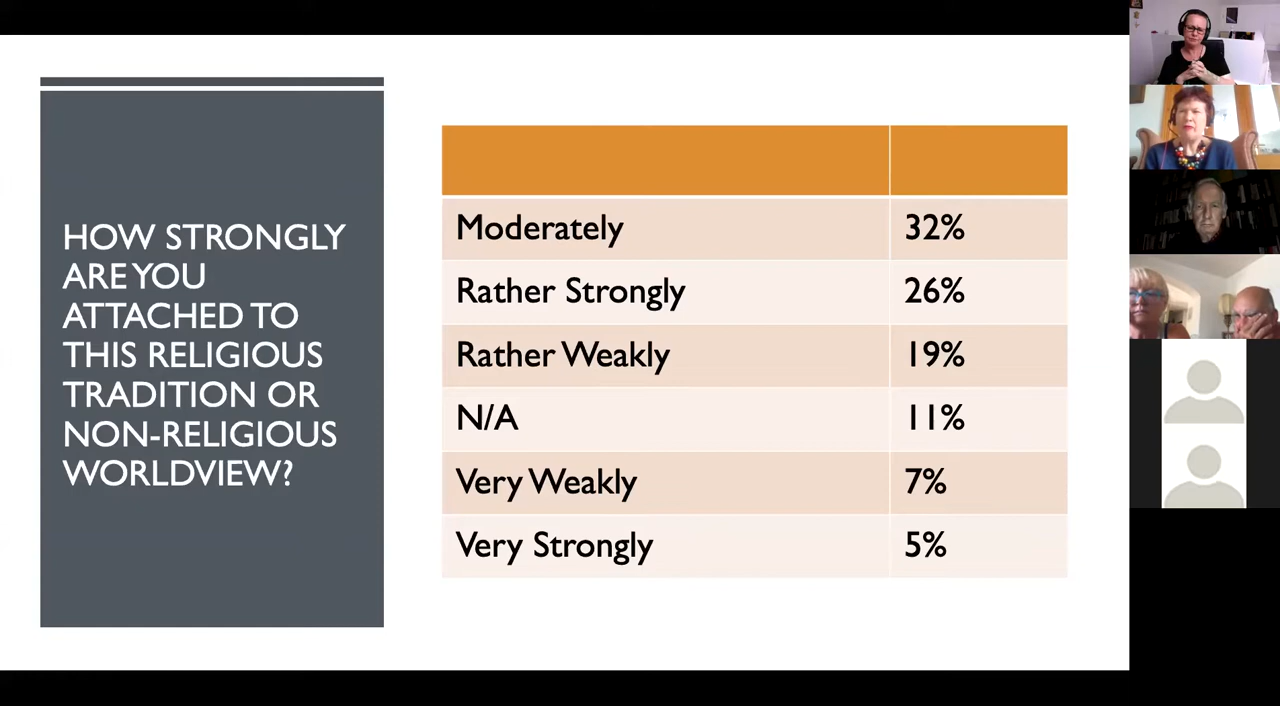 HOW STRONGLY
ARE YOU
ATTACHED TO
THIS RELIGIOUS
TRADITION OR
NON-RELIGIOUS
WORLDVIEW?
Moderately 32%
Rather Strongly 26%
Rather Weakly 19%
N/A 11%
Very Weakly 7%
Very Strongly 5%